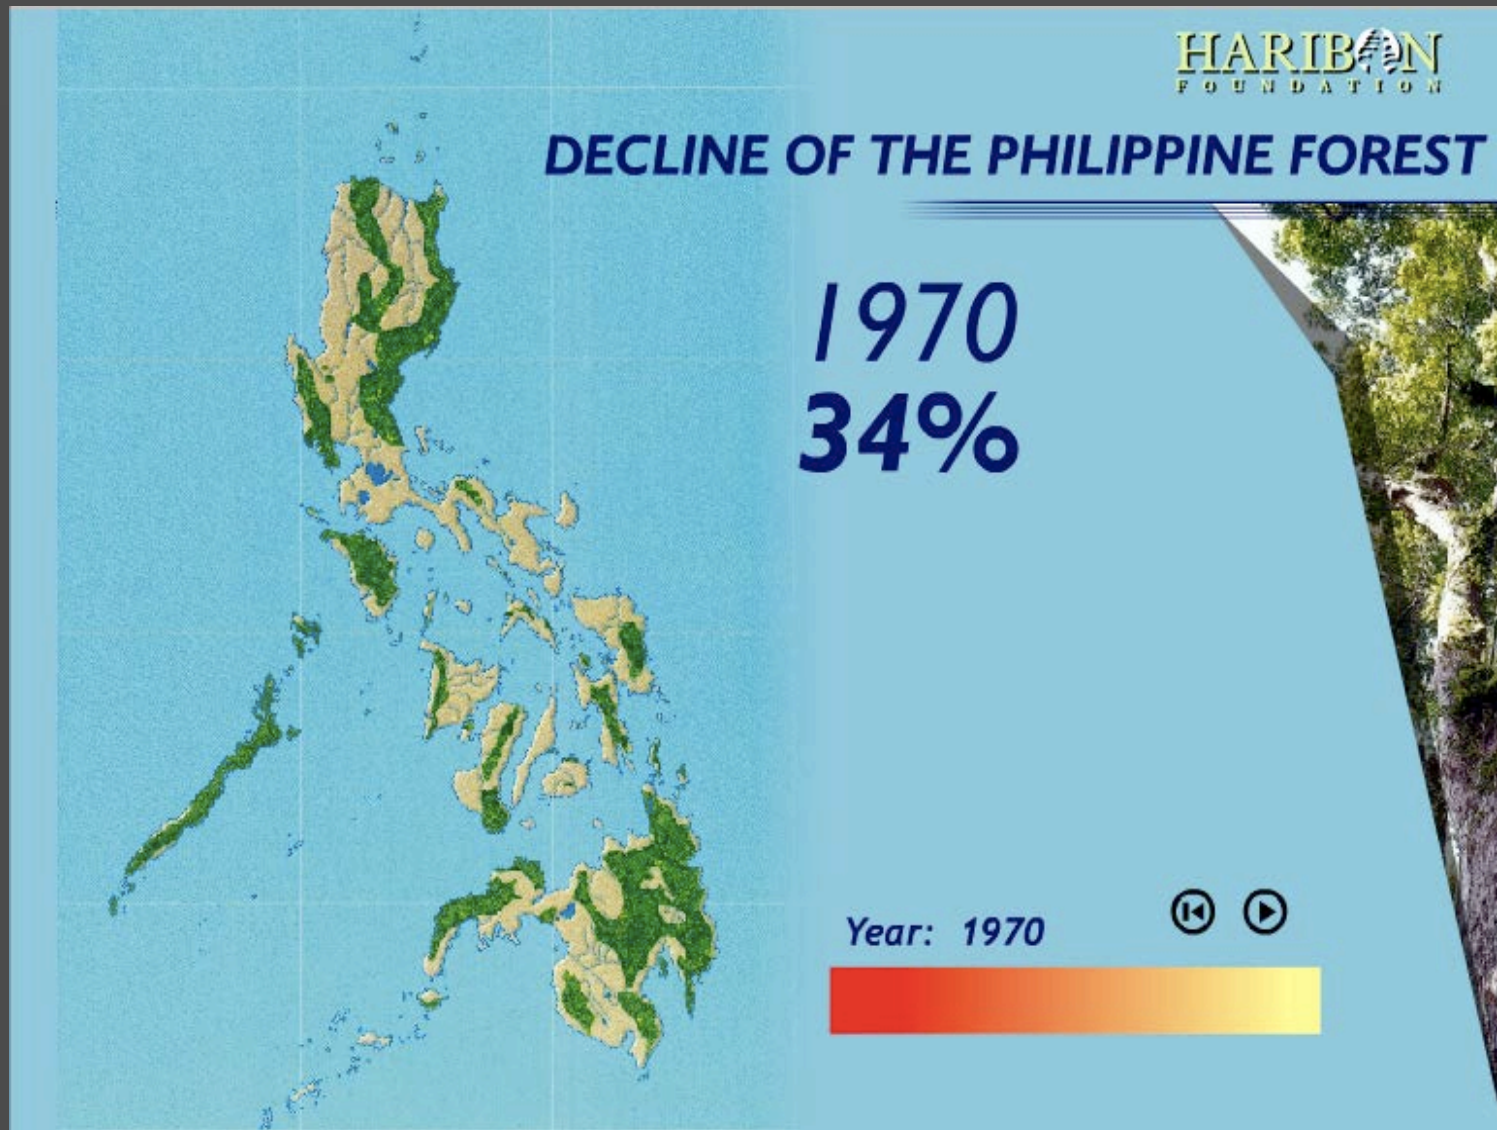 HARIBON
FOUNDATION
DECLINE OF THE PHILIPPINE FOREST
1970
34%
Year: 1970